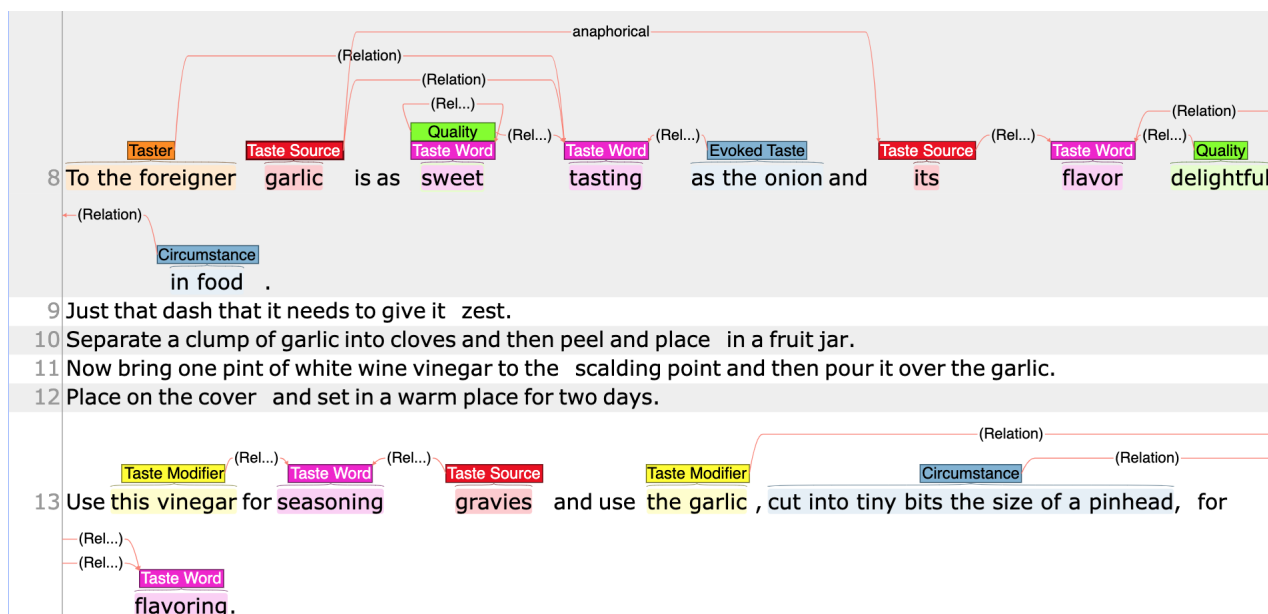 anaphorical
(Relation)
(Relation)
(Rel...) (Relation)
Quality (Rel...) (Rel...) (Rel...) (Rel...)
Taster Taste Source Taste Word Taste Word Evoked Taste Taste Source Taste Word Quality
8 To the foreigner garlic is as sweet tasting as the onion and its flavor delightful
(Relation)
Circumstance
in food .
9 Just that dash that it needs to give it zest.
10 Separate a clump of garlic into cloves and then peel and place in a fruit jar.
11 Now bring one pint of white wine vinegar to the scalding point and then pour it over the garlic.
12 Place on the cover and set in a warm place for two days.
(Relation)
(Rel...) (Rel...) (Relation)
Taste Modifier Taste Word Taste Source Taste Modifier Circumstance
13 Use this vinegar for seasoning gravies and use the garlic , cut into tiny bits the size of a pinhead, for
(Rel...)
(Rel...)
Taste Word
flavoring.